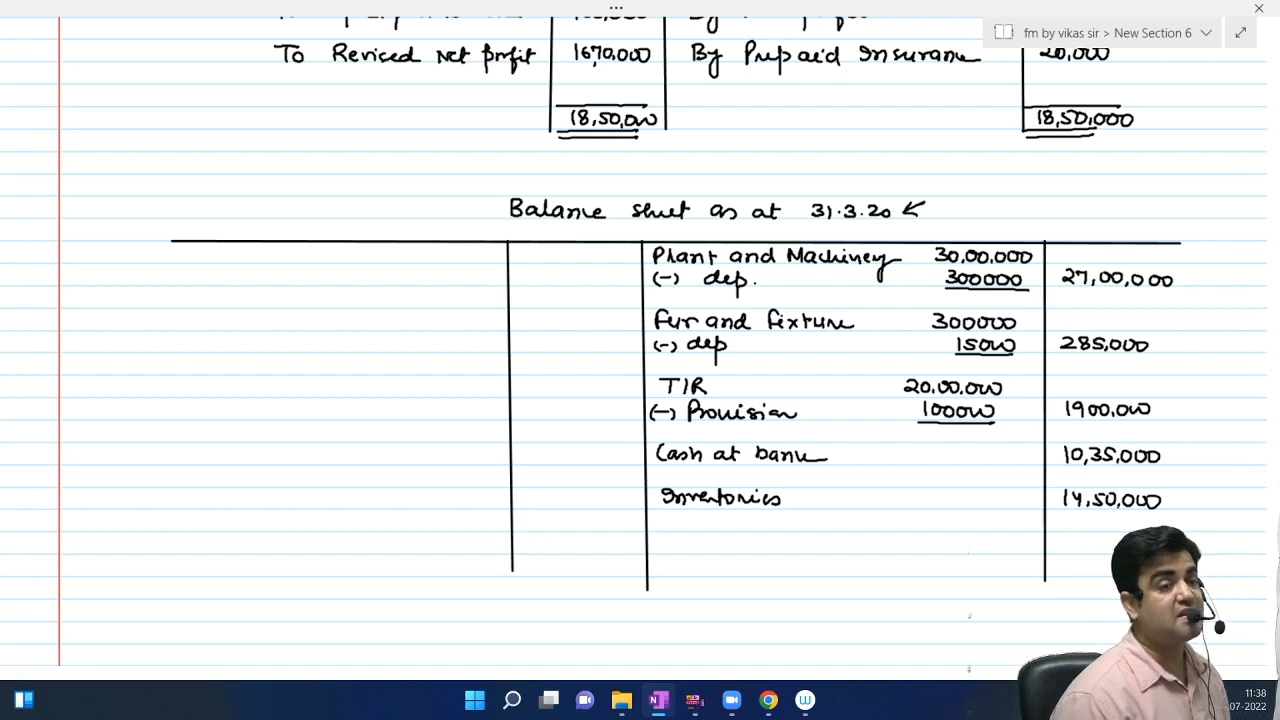 fm by vikas sir > New Section 6
To Revised Net profit 16,70,000 By Prepaid Insurance 20,000
18,50,000 18,50,000
Balance sheet as at 31.3.20
Plant and Machinery 30,00,000
(-) dep. 300000 27,00,000
Fur and fixture 300000
(-) dep 15000 285,000
TIR 20,00,000
(-) Provision 100000 1900,000
Cash at bank 10,35,000
Inventories 14,50,000
W
11:38
-07-2022